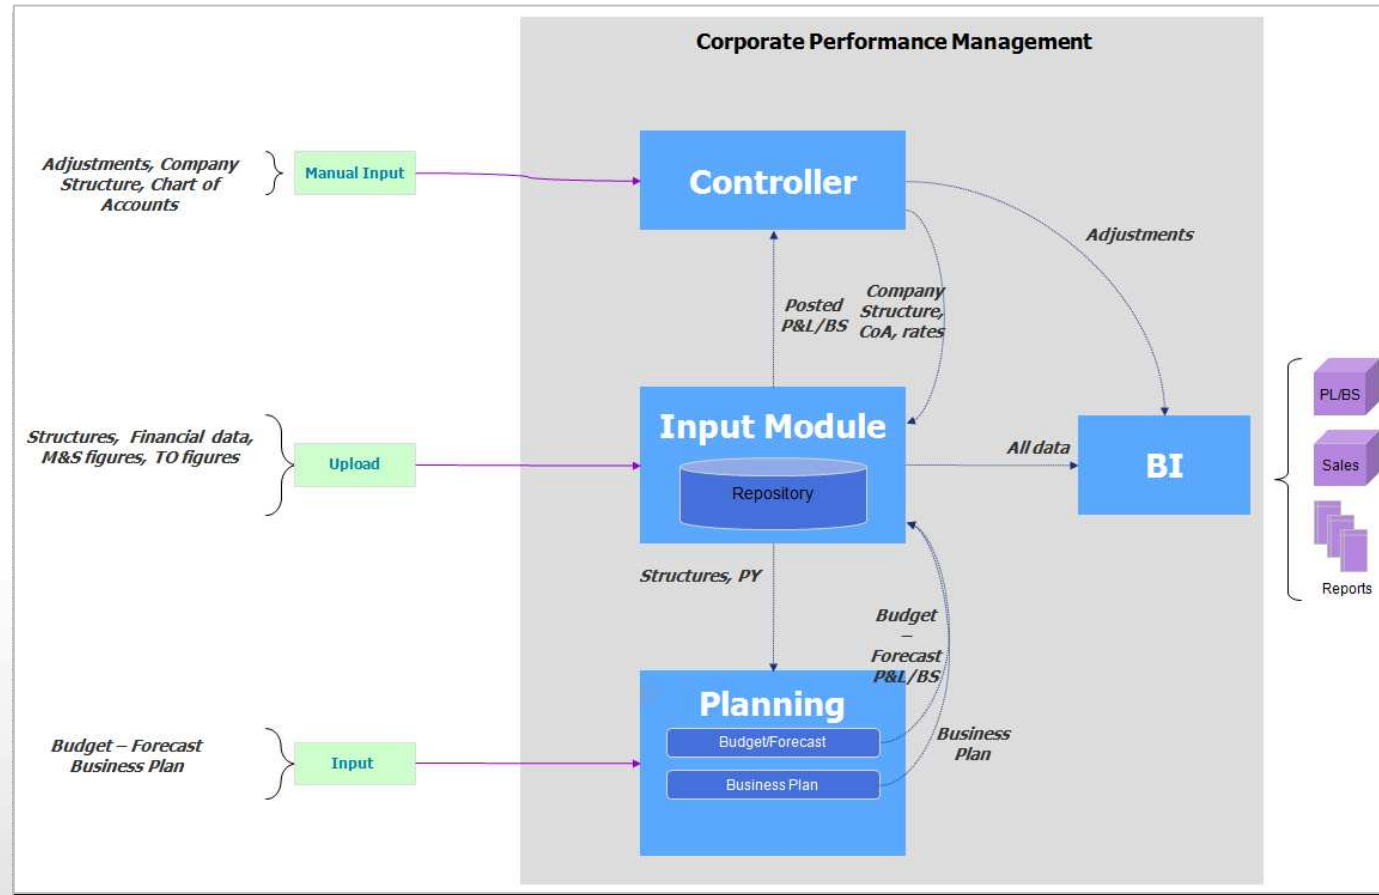 Corporate Performance Management
Adjustments, Company
Structure, Chart of
Accounts
Manual Input
Controller
Adjustments
Posted
P&L/BS
Company
Structure,
CoA, rates
Structures, Financial data,
M&S figures, TO figures
Upload
Input Module
Repository
All data
BI
PL/BS
Sales
Reports
Structures, PY
Budget
–
Forecast
P&L/BS
Budget – Forecast
Business Plan
Input
Planning
Budget/Forecast
Business Plan
Business
Plan